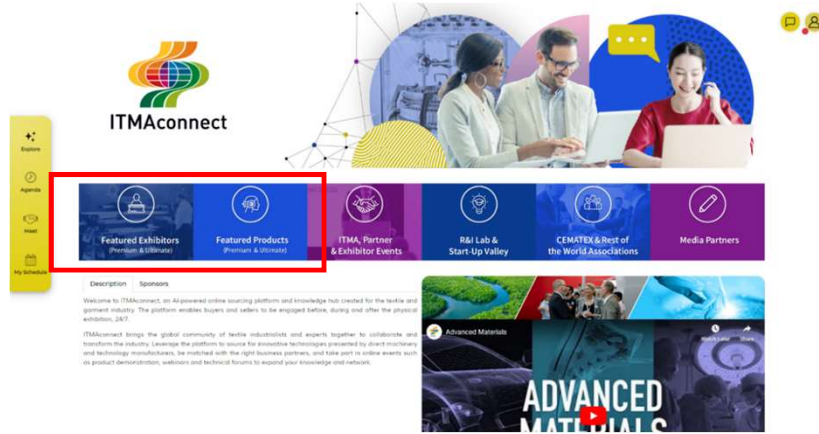 ITMAconnect
Explore
Agenda
Meet
My Schedule
Featured Exhibitors
(Premium & Ultimate)
Featured Products
(Premium & Ultimate)
ITMA, Partner
& Exhibitor Events
R&I Lab &
Start-Up Valley
CEMATEX & Rest of
the World Associations
Media Partners
Description Sponsors
Welcome to ITMAconnect, an AI-powered online sourcing platform and knowledge hub created for the textile and
garment industry. The platform enables buyers and sellers to be engaged before, during and after the physical
exhibition, 24/7.
ITMAconnect brings the global community of textile industrialists and experts together to collaborate and
transform the industry. Leverage the platform to source for innovative technologies presented by direct machinery
and technology manufacturers, be matched with the right business partners, and take part in online events such
as product demonstration, webinars and technical forums to expand your knowledge and network.
Advanced Materials
Watch Later Share
ADVANCED
MATERIALS